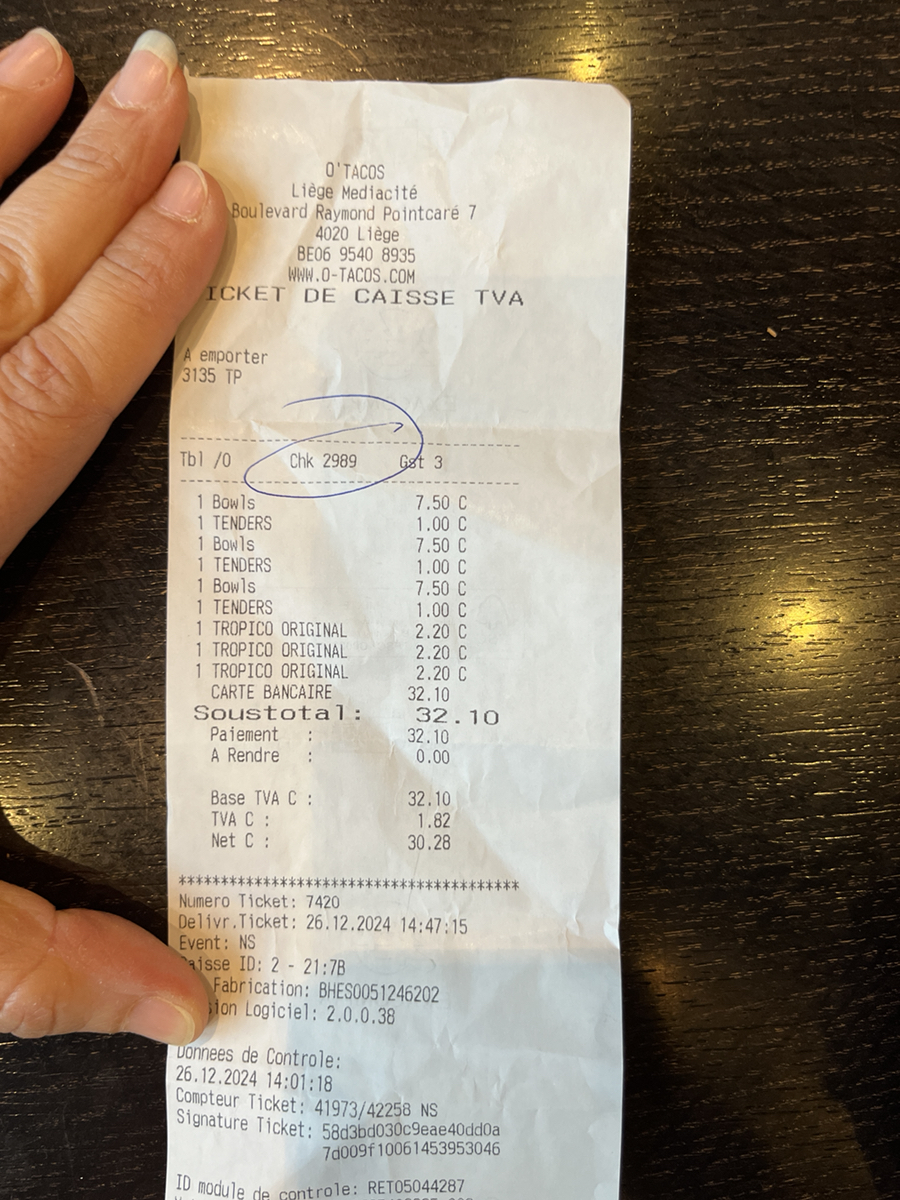 O'TACOS
Liège Mediacité
Boulevard Raymond Pointcaré 7
4020 Liège
BE06 9540 8935
WWW.O-TACOS.COM
ICKET DE CAISSE TVA
A emporter
3135 TP
Tbl /0 Chk 2989 Gst 3
1 Bowls 7.50 C
1 TENDERS 1.00 C
1 Bowls 7.50 C
1 TENDERS 1.00 C
1 Bowls 7.50 C
1 TENDERS 1.00 C
1 TROPICO ORIGINAL 2.20 C
1 TROPICO ORIGINAL 2.20 C
1 TROPICO ORIGINAL 2.20 C
CARTE BANCAIRE 32.10
Soustotal: 32.10
Paiement : 32.10
A Rendre : 0.00
Base TVA C : 32.10
TVA C : 1.82
Net C : 30.28
****************************************
Numero Ticket: 7420
Delivr.Ticket: 26.12.2024 14:47:15
Event: NS
aisse ID: 2 - 21:7B
Fabrication: BHES0051246202
sion Logiciel: 2.0.0.38
Donnees de Controle:
26.12.2024 14:01:18
Compteur Ticket: 41973/42258 NS
Signature Ticket: 58d3bd030c9eae40dd0a
7d009f10061453953046
ID module de controle: RET05044287